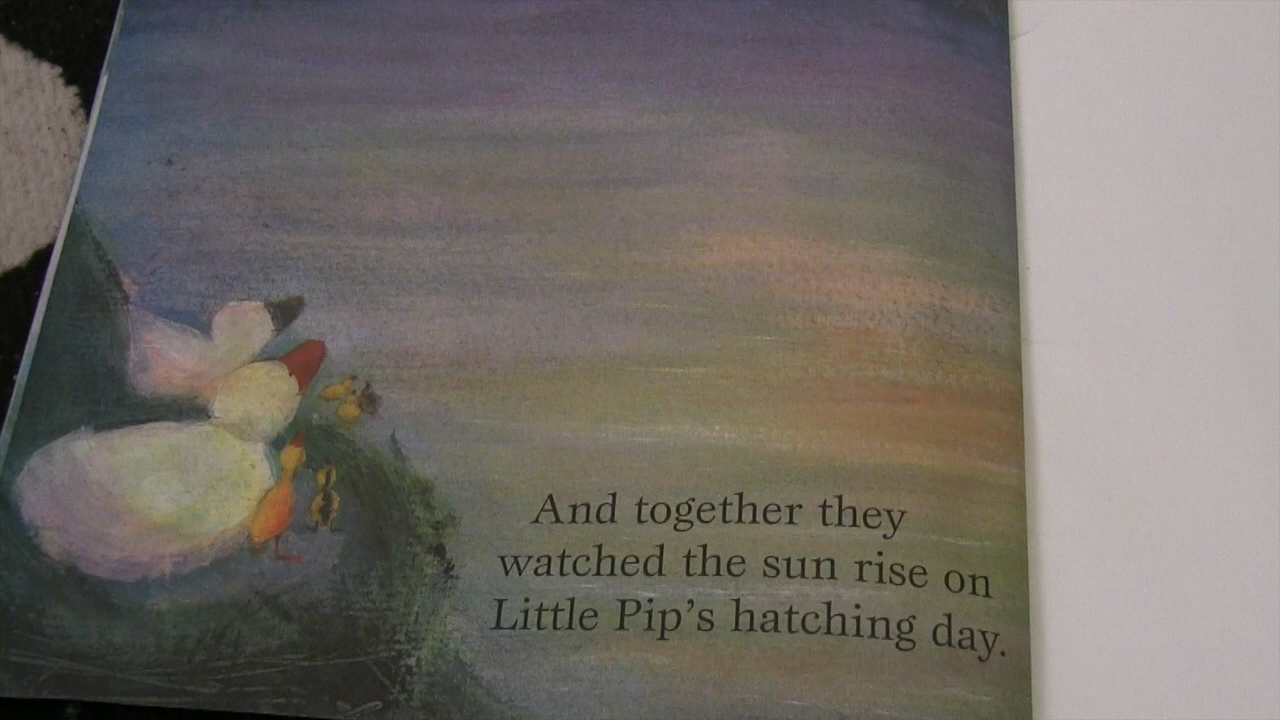 And together they
watched the sun rise on
Little Pip's hatching day.